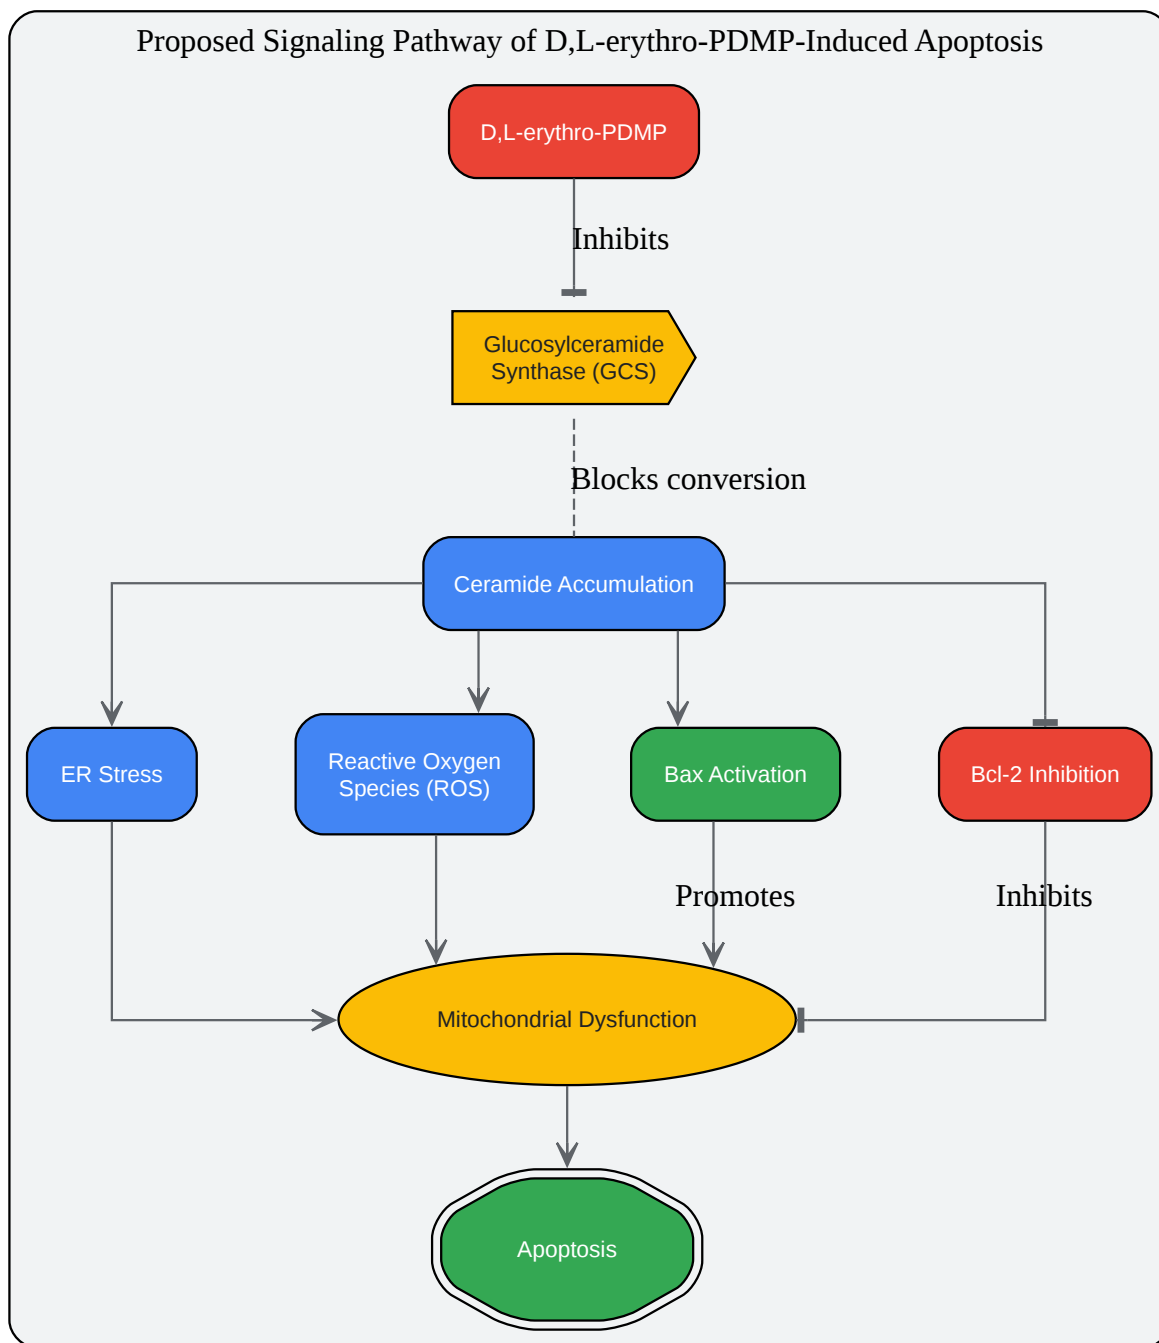 Proposed Signaling Pathway of D,L-erythro-PDMP-Induced Apoptosis
D,L-erythro-PDMP
Inhibits
Glucosylceramide
Synthase (GCS)
Blocks conversion
Ceramide Accumulation
ER Stress
Reactive Oxygen
Species (ROS)
Bax Activation
Bcl-2 Inhibition
Promotes
Inhibits
Mitochondrial Dysfunction
Apoptosis